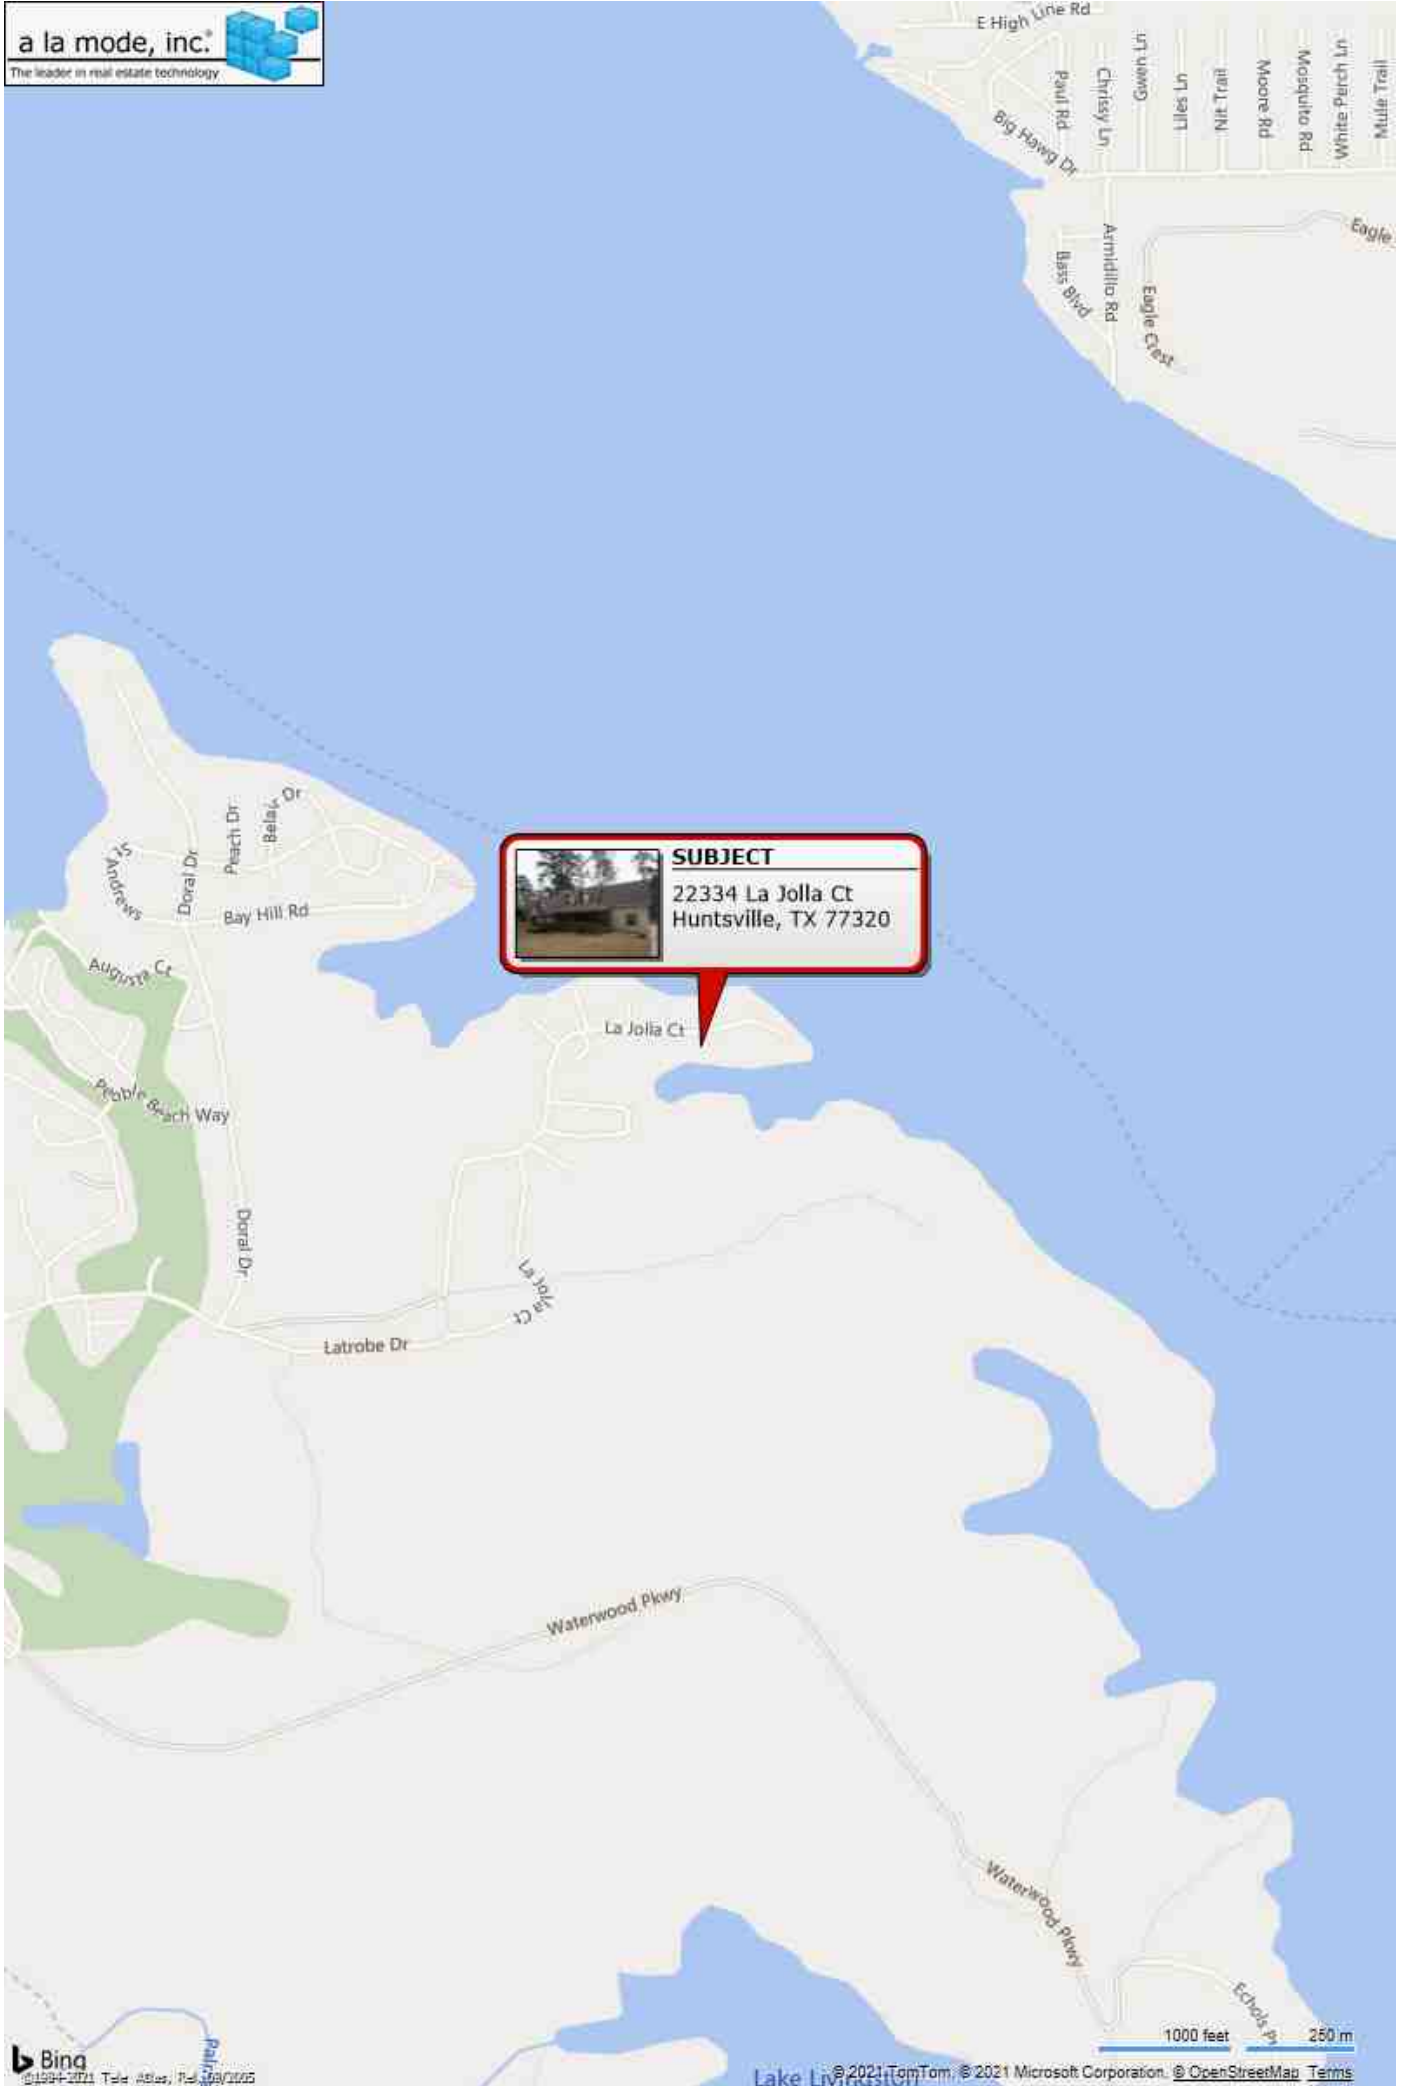 a la mode, inc.
The leader in real estate technology
E High Line Rd
Paul Rd
Chrissy Ln
Gwen Ln
Liles Ln
Nit Trail
Moore Rd
Mosquito Rd
White Perch Ln
Mule Trail
Big Hawg Dr
Bass Blvd
Armidillo Rd
Eagle Crest
Eagle
Peach Dr
Dr
St Andrews
Doral Dr
Bay Hill Rd
SUBJECT
22334 La Jolla Ct
Huntsville, TX 77320
Augusta Ct
La Jolla Ct
Pebble Beach Way
Doral Dr
La Jolla Ct
Latrobe Dr
Waterwood Pkwy
Waterwood Pkwy
Echols
1000 feet
250 m
Bing
Lake Livingston
© 2021 TomTom, © 2021 Microsoft Corporation, © OpenStreetMap Terms